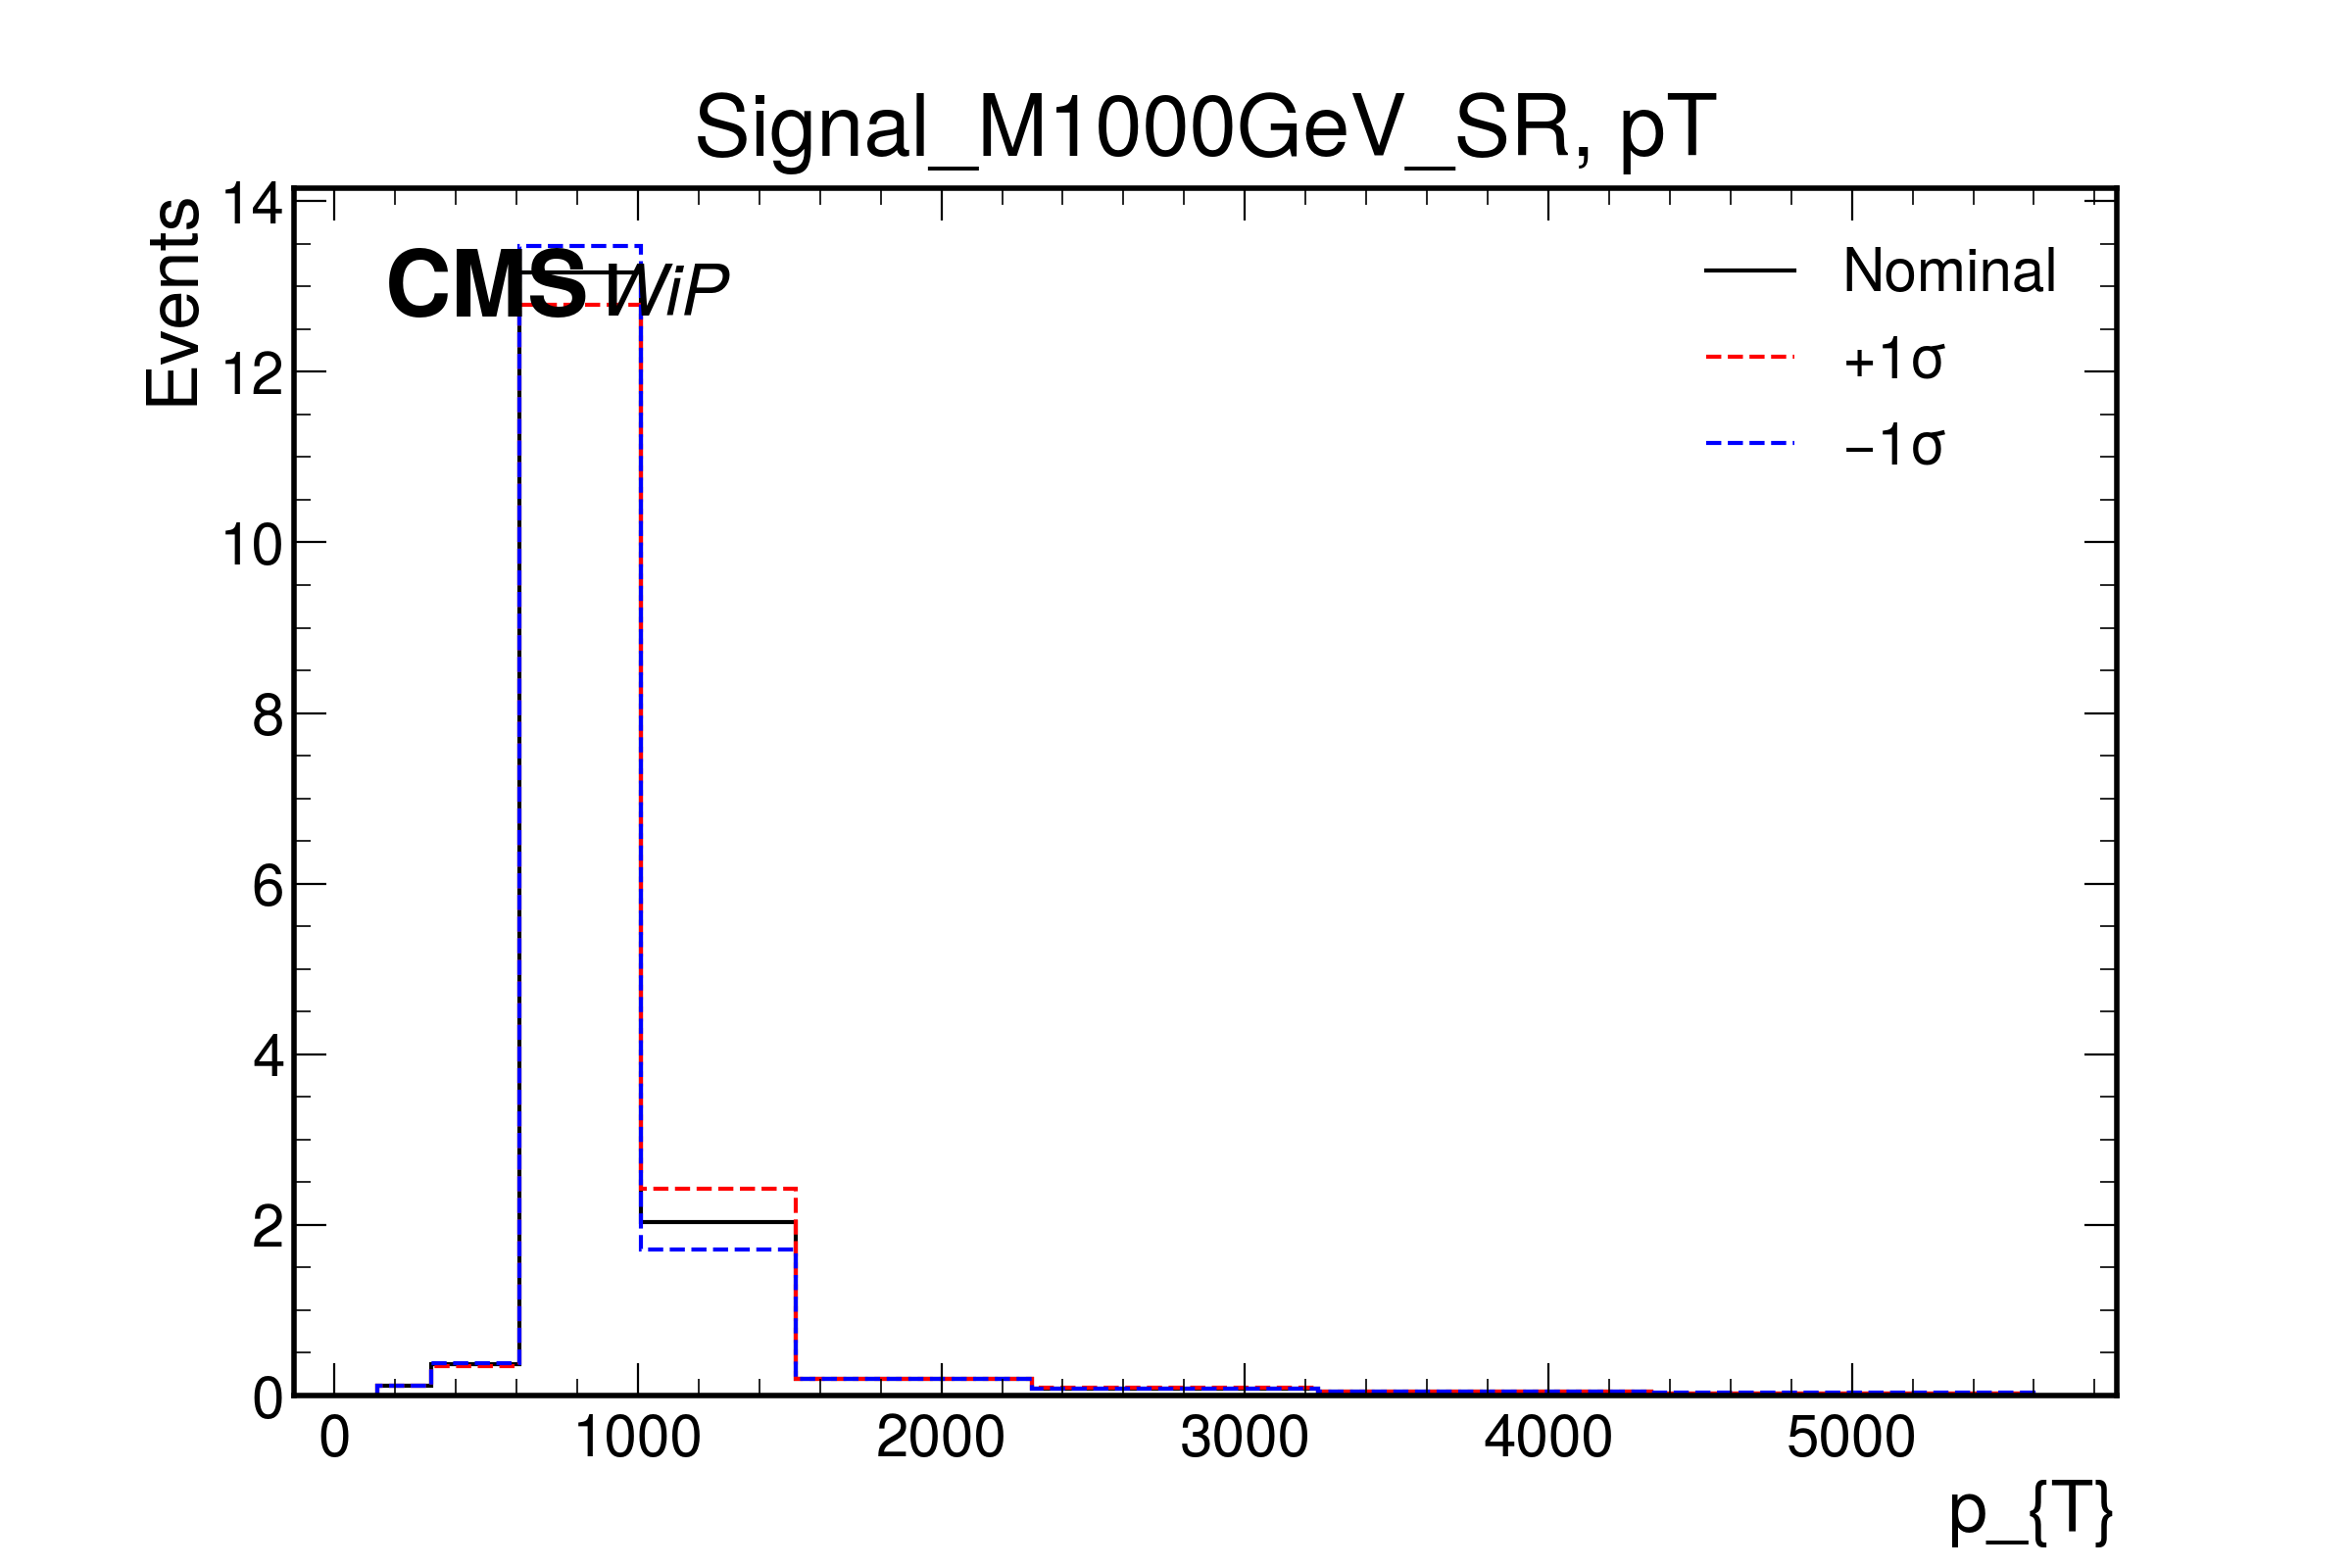 Signal_M1000GeV_SR, pT
Events
14
12
10
8
6
4
2
0
CMS WiP
Nominal
+1σ
−1σ
0 1000 2000 3000 4000 5000
p_{T}